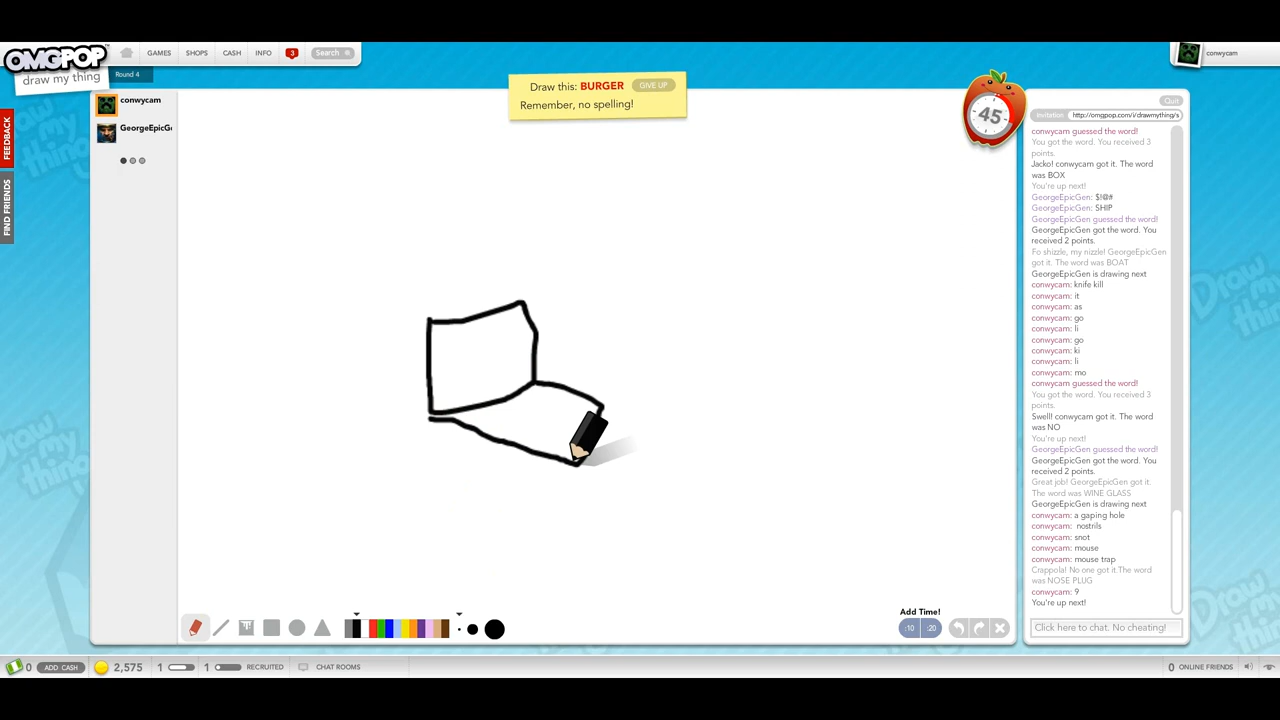 OMGPOP
GAMES SHOPS CASH INFO 3 Search
conwycam
draw my thing
Round 4
Draw this: BURGER GIVE UP
Remember, no spelling!
45
FEEDBACK
FIND FRIENDS
conwycam
GeorgeEpicGe
Quit
Invitation http://omgpop.com/i/drawmything/s
conwycam guessed the word!
You got the word. You received 3
points.
Jacko! conwycam got it. The word
was BOX
You're up next!
GeorgeEpicGen: $!@#
GeorgeEpicGen: SHIP
GeorgeEpicGen guessed the word!
GeorgeEpicGen got the word. You
received 2 points.
Fo shizzle, my nizzle! GeorgeEpicGen
got it. The word was BOAT
GeorgeEpicGen is drawing next
conwycam: knife kill
conwycam: it
conwycam: as
conwycam: go
conwycam: li
conwycam: go
conwycam: ki
conwycam: li
conwycam: mo
conwycam guessed the word!
You got the word. You received 3
points.
Swell! conwycam got it. The word
was NO
You're up next!
GeorgeEpicGen guessed the word!
GeorgeEpicGen got the word. You
received 2 points.
Great job! GeorgeEpicGen got it.
The word was WINE GLASS
GeorgeEpicGen is drawing next
conwycam: a gaping hole
conwycam: nostrils
conwycam: snot
conwycam: mouse
conwycam: mouse trap
Crappola! No one got it.The word
was NOSE PLUG
conwycam: 9
You're up next!
Click here to chat. No cheating!
Add Time!
:10 :20
0 ADD CASH 2,575 1 1 RECRUITED CHAT ROOMS 0 ONLINE FRIENDS